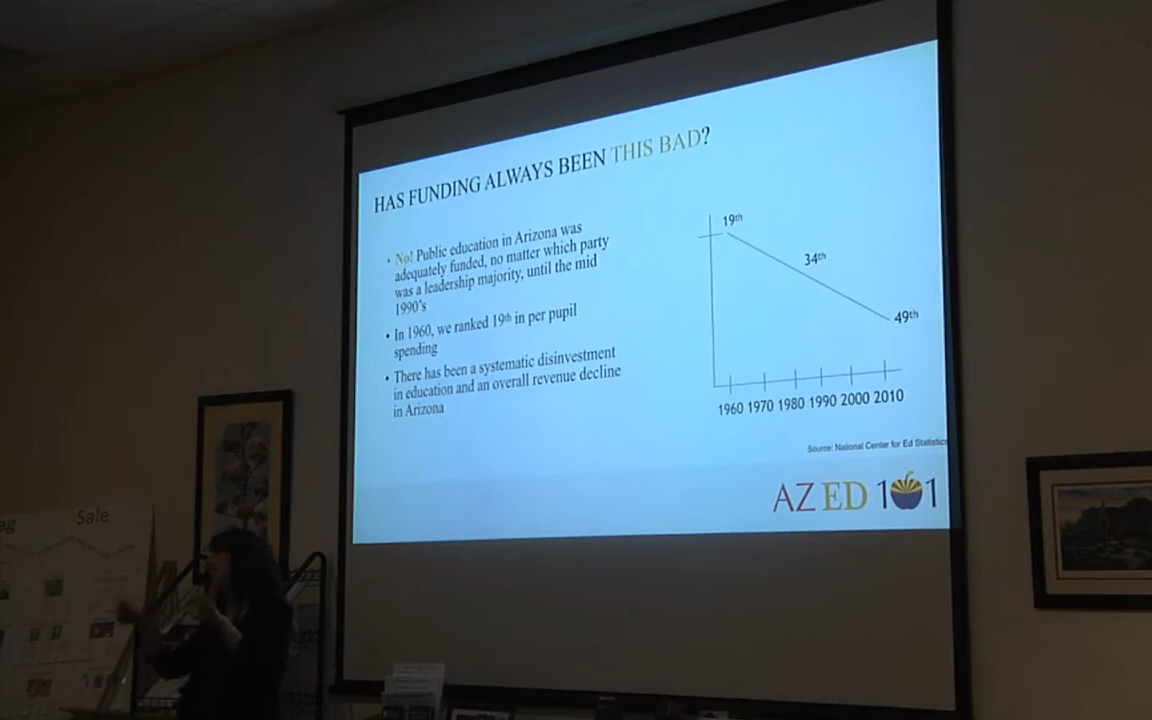 HAS FUNDING ALWAYS BEEN THIS BAD?
• No! Public education in Arizona was
adequately funded, no matter which party
was a leadership majority, until the mid
1990's
• In 1960, we ranked 19th in per pupil
spending
• There has been a systematic disinvestment
in education and an overall revenue decline
in Arizona
19th
34th
49th
1960 1970 1980 1990 2000 2010
Source: National Center for Ed Statistics
AZ ED 101
Sale